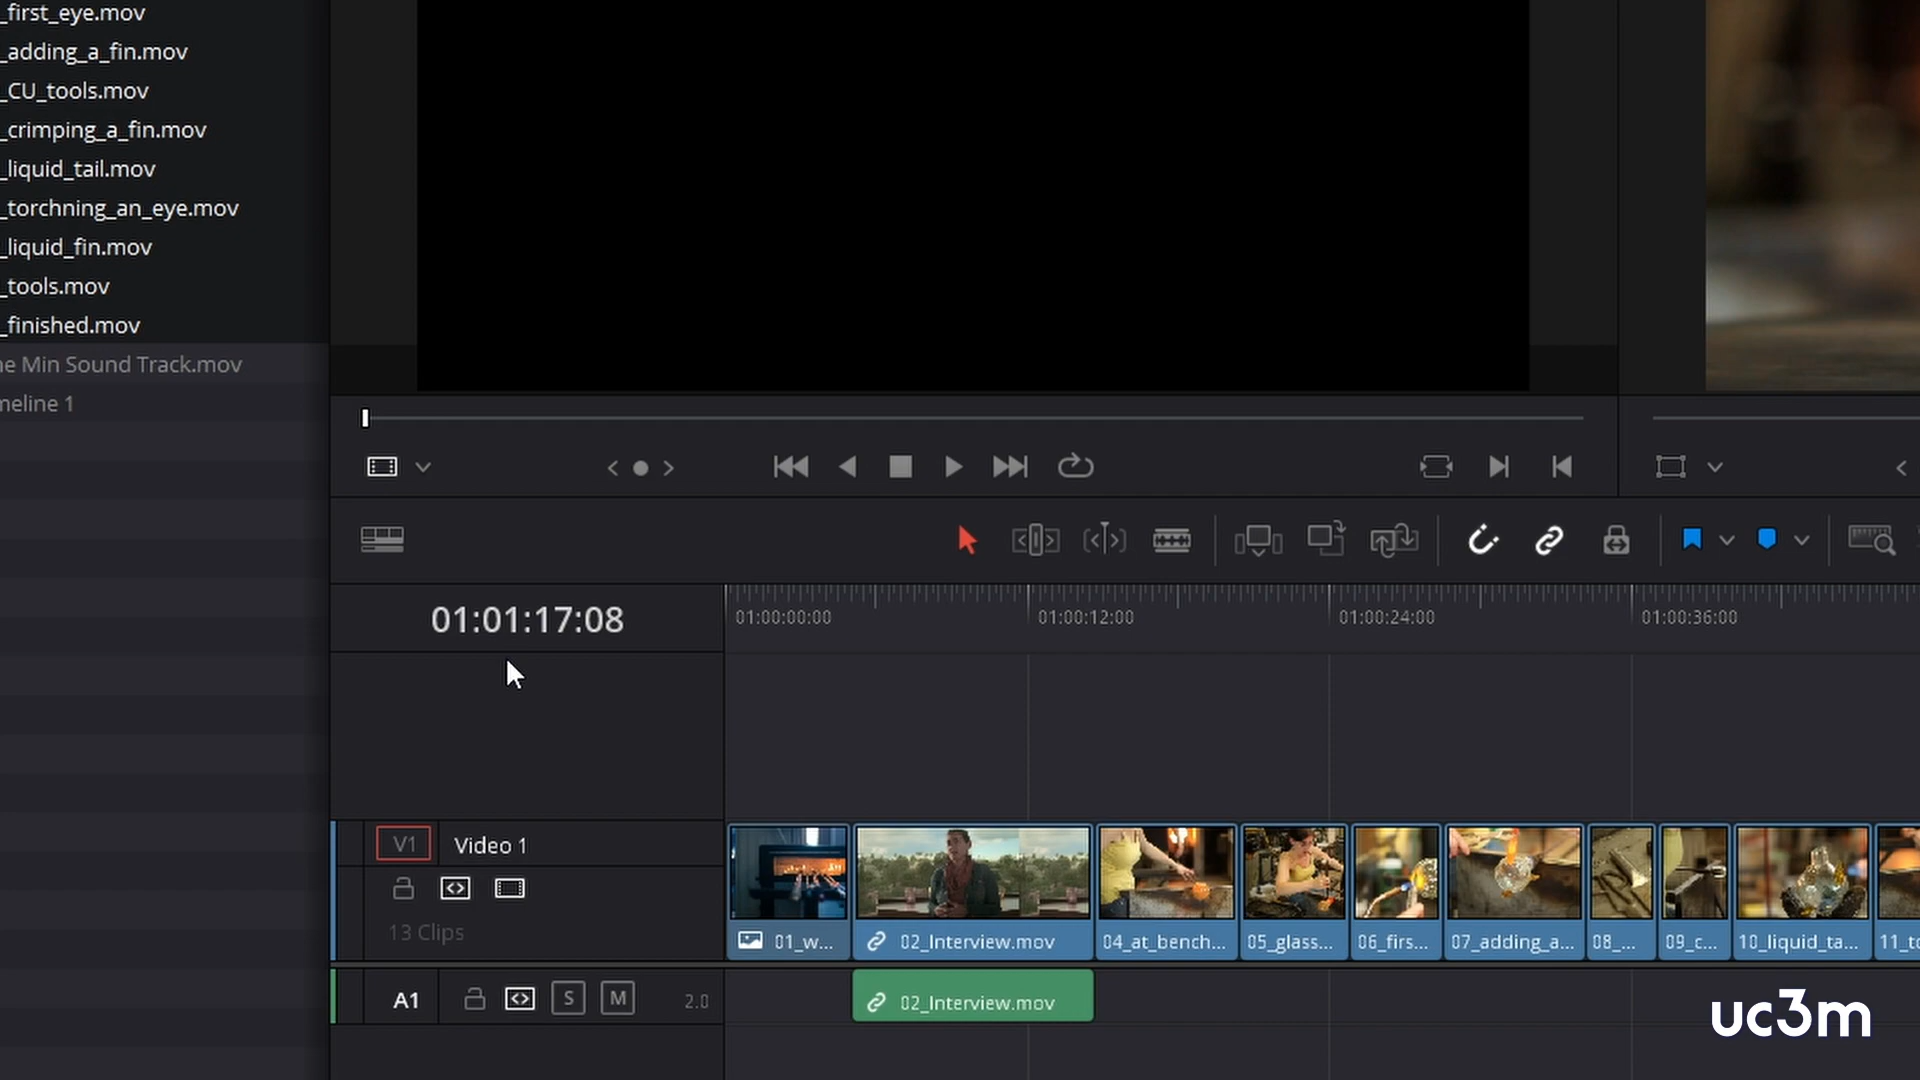 _first_eye.mov
_adding_a_fin.mov
_CU_tools.mov
_crimping_a_fin.mov
_liquid_tail.mov
_torchning_an_eye.mov
_liquid_fin.mov
_tools.mov
_finished.mov
ne Min Sound Track.mov
meline 1
01:01:17:08
01:00:00:00
01:00:12:00
01:00:24:00
01:00:36:00
V1
Video 1
13 Clips
01_w...
02_Interview.mov
04_at_bench...
05_glass...
06_firs...
07_adding_a...
08_...
09_c...
10_liquid_ta...
11_to
A1
S
M
2.0
02_Interview.mov
uc3m